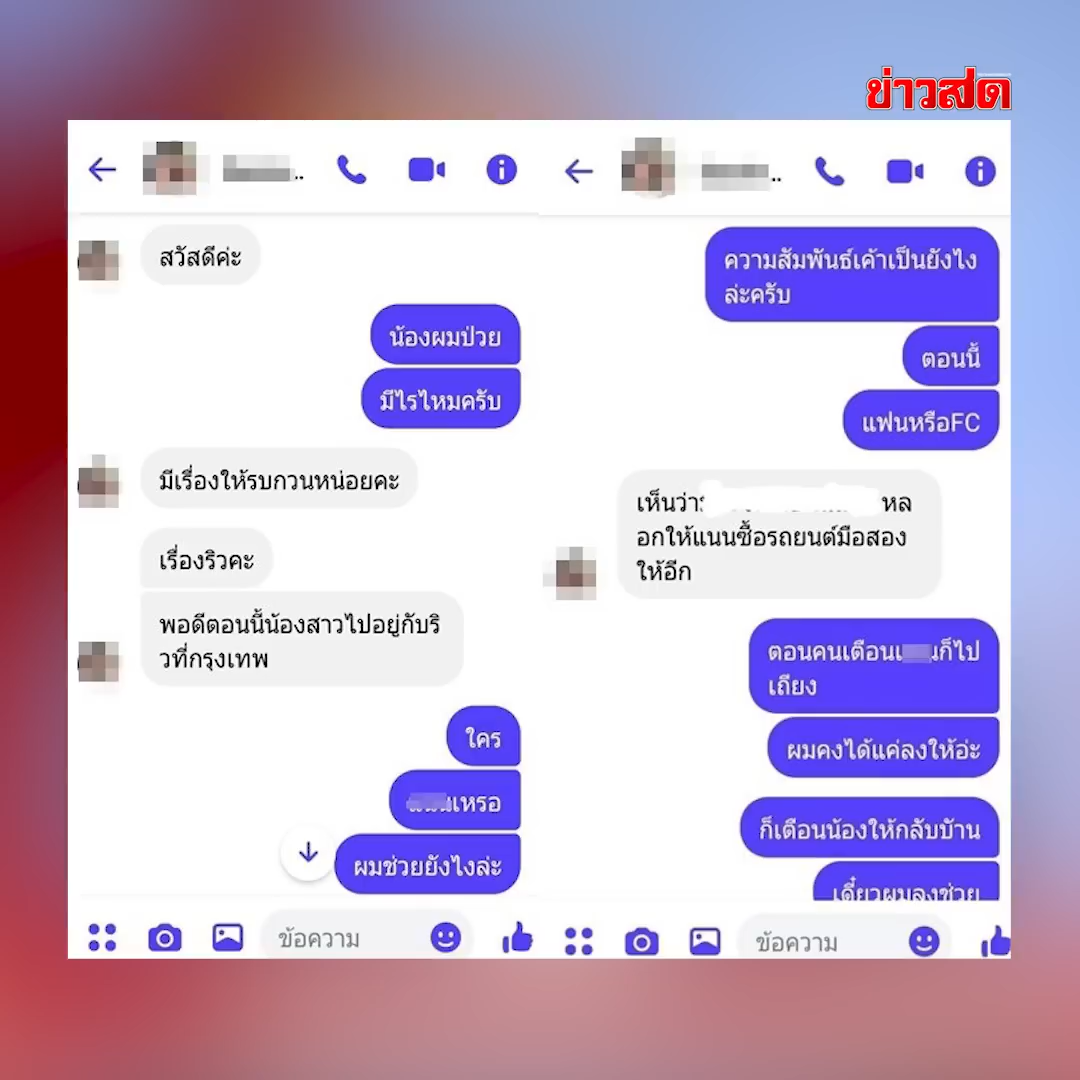 ข่าวสด
สวัสดีค่ะ
น้องผมป่วย
มีไรไหมครับ
มีเรื่องให้รบกวนหน่อยคะ
เรื่องริวคะ
พอดีตอนนี้น้องสาวไปอยู่กับริ
วที่กรุงเทพ
ใคร
เหรอ
ผมช่วยยังไงล่ะ
ข้อความ
ความสัมพันธ์เค้าเป็นยังไง
ล่ะครับ
ตอนนี้
แฟนหรือFC
เห็นว่า หล
อกให้แนนซื้อรถยนต์มือสอง
ให้อีก
ตอนคนเตือน ก็ไป
เถียง
ผมคงได้แค่ลงให้อ่ะ
ก็เตือนน้องให้กลับบ้าน
เดี๋ยวผมลงช่วย
ข้อความ